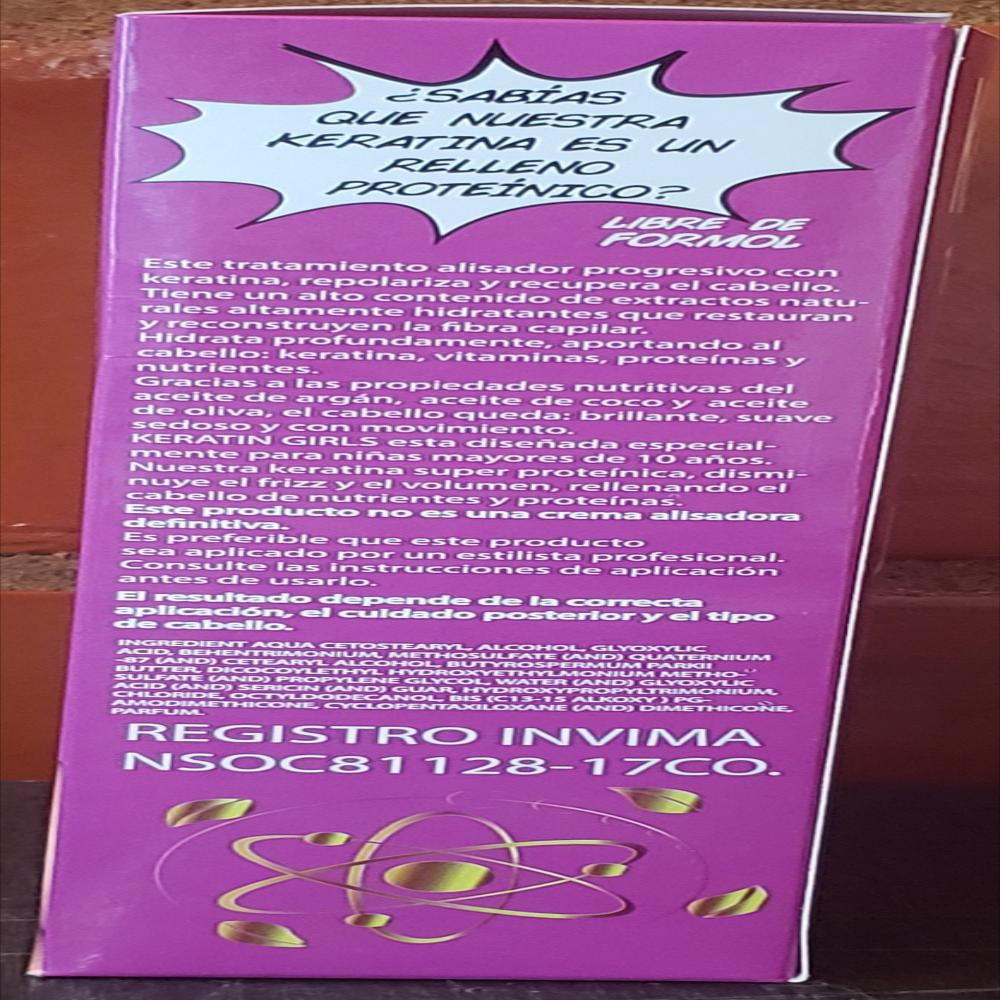 ¿SABÍAS
QUE NUESTRA
KERATINA ES UN
RELLENO
PROTEÍNICO?
LIBRE DE
FORMOL
Este tratamiento alisador progresivo con
keratina, repolariza y recupera el cabello.
Tiene un alto contenido de extractos natu-
rales altamente hidratantes que restauran
y reconstruyen la fibra capilar.
Hidrata profundamente, aportando al
cabello: keratina, vitaminas, proteínas y
nutrientes.
Gracias a las propiedades nutritivas del
aceite de argán, aceite de coco y aceite
de oliva, el cabello queda: brillante, suave
sedoso y con movimiento.
KERATIN GIRLS esta diseñada especial-
mente para niñas mayores de 10 años.
Nuestra keratina super proteínica, dismi-
nuye el frizz y el volumen, rellenando el
cabello de nutrientes y proteínas.
Este producto no es una crema alisadora
definitiva.
Es preferible que este producto
sea aplicado por un estilista profesional.
Consulte las instrucciones de aplicación
antes de usarlo.
El resultado depende de la correcta
aplicación, el cuidado posterior y el tipo
de cabello.
INGREDIENT AQUA CETOSTEARYL, ALCOHOL, GLYOXYLIC
ACID, BEHENTRIMONIUM, METHOSULFATE (AND) QUATERNIUM
-87 (AND) CETEARYL ALCOHOL, BUTYROSPERMUM PARKII
BUTTER, DICOCOYLETHYL HYDROXYETHYLMONIUM METHO-
SULFATE (AND) PROPYLENE GLYCOL, WATER (AND) GLYOXYLIC
ACID (AND) SERICIN (AND) GUAR, HYDROXYPROPYLTRIMONIUM,
CHLORIDE, OCTYLDODECANOL, BIS (C13-15 ALKOXY) PG-
AMODIMETHICONE, CYCLOPENTAXILOXANE (AND) DIMETHICONE,
PARFUM.
REGISTRO INVIMA
NSOC81128-17CO.